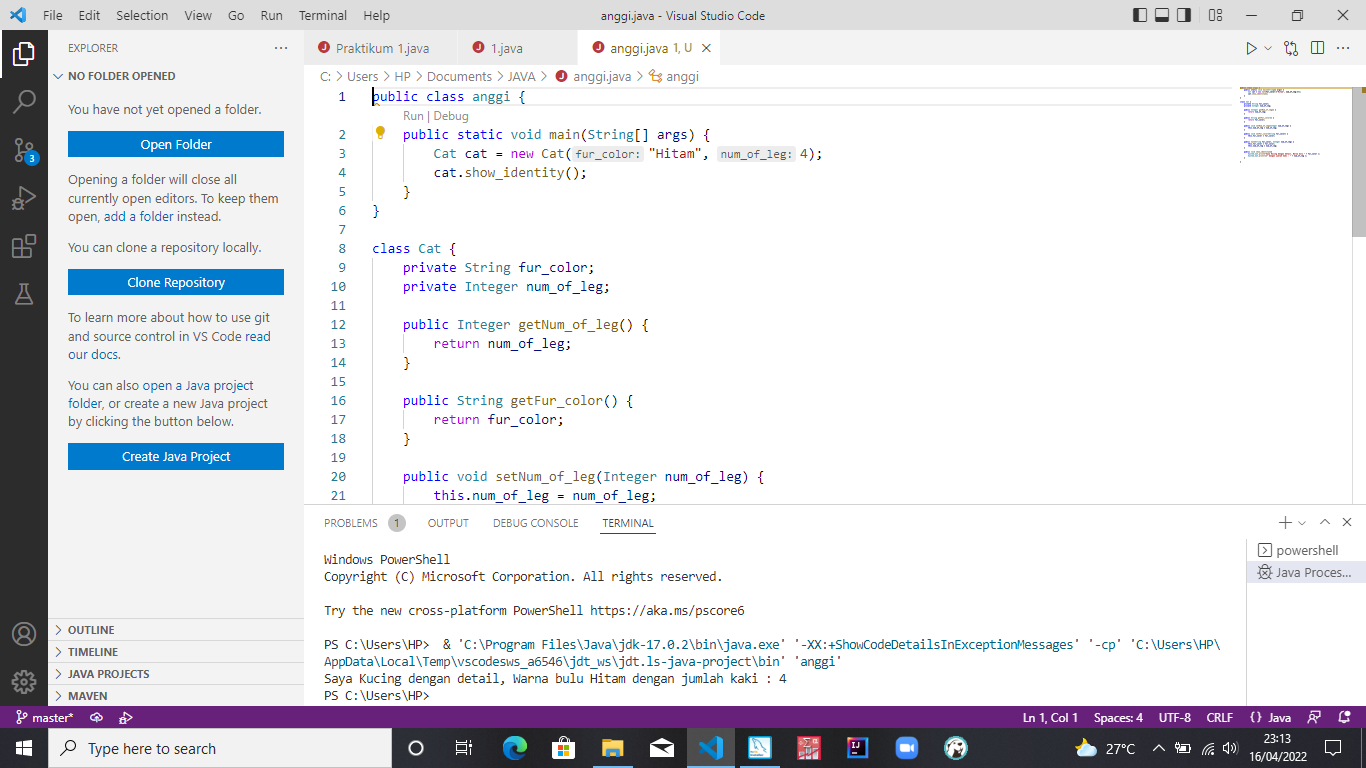 File Edit Selection View Go Run Terminal Help
anggi.java - Visual Studio Code
EXPLORER
NO FOLDER OPENED
You have not yet opened a folder.
Open Folder
Opening a folder will close all
currently open editors. To keep them
open, add a folder instead.
You can clone a repository locally.
Clone Repository
To learn more about how to use git
and source control in VS Code read
our docs.
You can also open a Java project
folder, or create a new Java project
by clicking the button below.
Create Java Project
OUTLINE
TIMELINE
JAVA PROJECTS
MAVEN
3
J Praktikum 1.java
J 1.java
J anggi.java 1, U
C: > Users > HP > Documents > JAVA > J anggi.java > anggi
1 public class anggi {
Run | Debug
2 public static void main(String[] args) {
3 Cat cat = new Cat(fur_color: "Hitam", num_of_leg: 4);
4 cat.show_identity();
5 }
6 }
7
8 class Cat {
9 private String fur_color;
10 private Integer num_of_leg;
11
12 public Integer getNum_of_leg() {
13 return num_of_leg;
14 }
15
16 public String getFur_color() {
17 return fur_color;
18 }
19
20 public void setNum_of_leg(Integer num_of_leg) {
21 this.num_of_leg = num_of_leg;
PROBLEMS 1 OUTPUT DEBUG CONSOLE TERMINAL
Windows PowerShell
Copyright (C) Microsoft Corporation. All rights reserved.
Try the new cross-platform PowerShell https://aka.ms/pscore6
PS C:\Users\HP>  & 'C:\Program Files\Java\jdk-17.0.2\bin\java.exe' '-XX:+ShowCodeDetailsInExceptionMessages' '-cp' 'C:\Users\HP\
AppData\Local\Temp\vscodesws_a6546\jdt_ws\jdt.ls-java-project\bin' 'anggi'
Saya Kucing dengan detail, Warna bulu Hitam dengan jumlah kaki : 4
PS C:\Users\HP>
powershell
Java Proces...
master*
Ln 1, Col 1 Spaces: 4 UTF-8 CRLF {} Java
Type here to search
27°C
23:13
16/04/2022